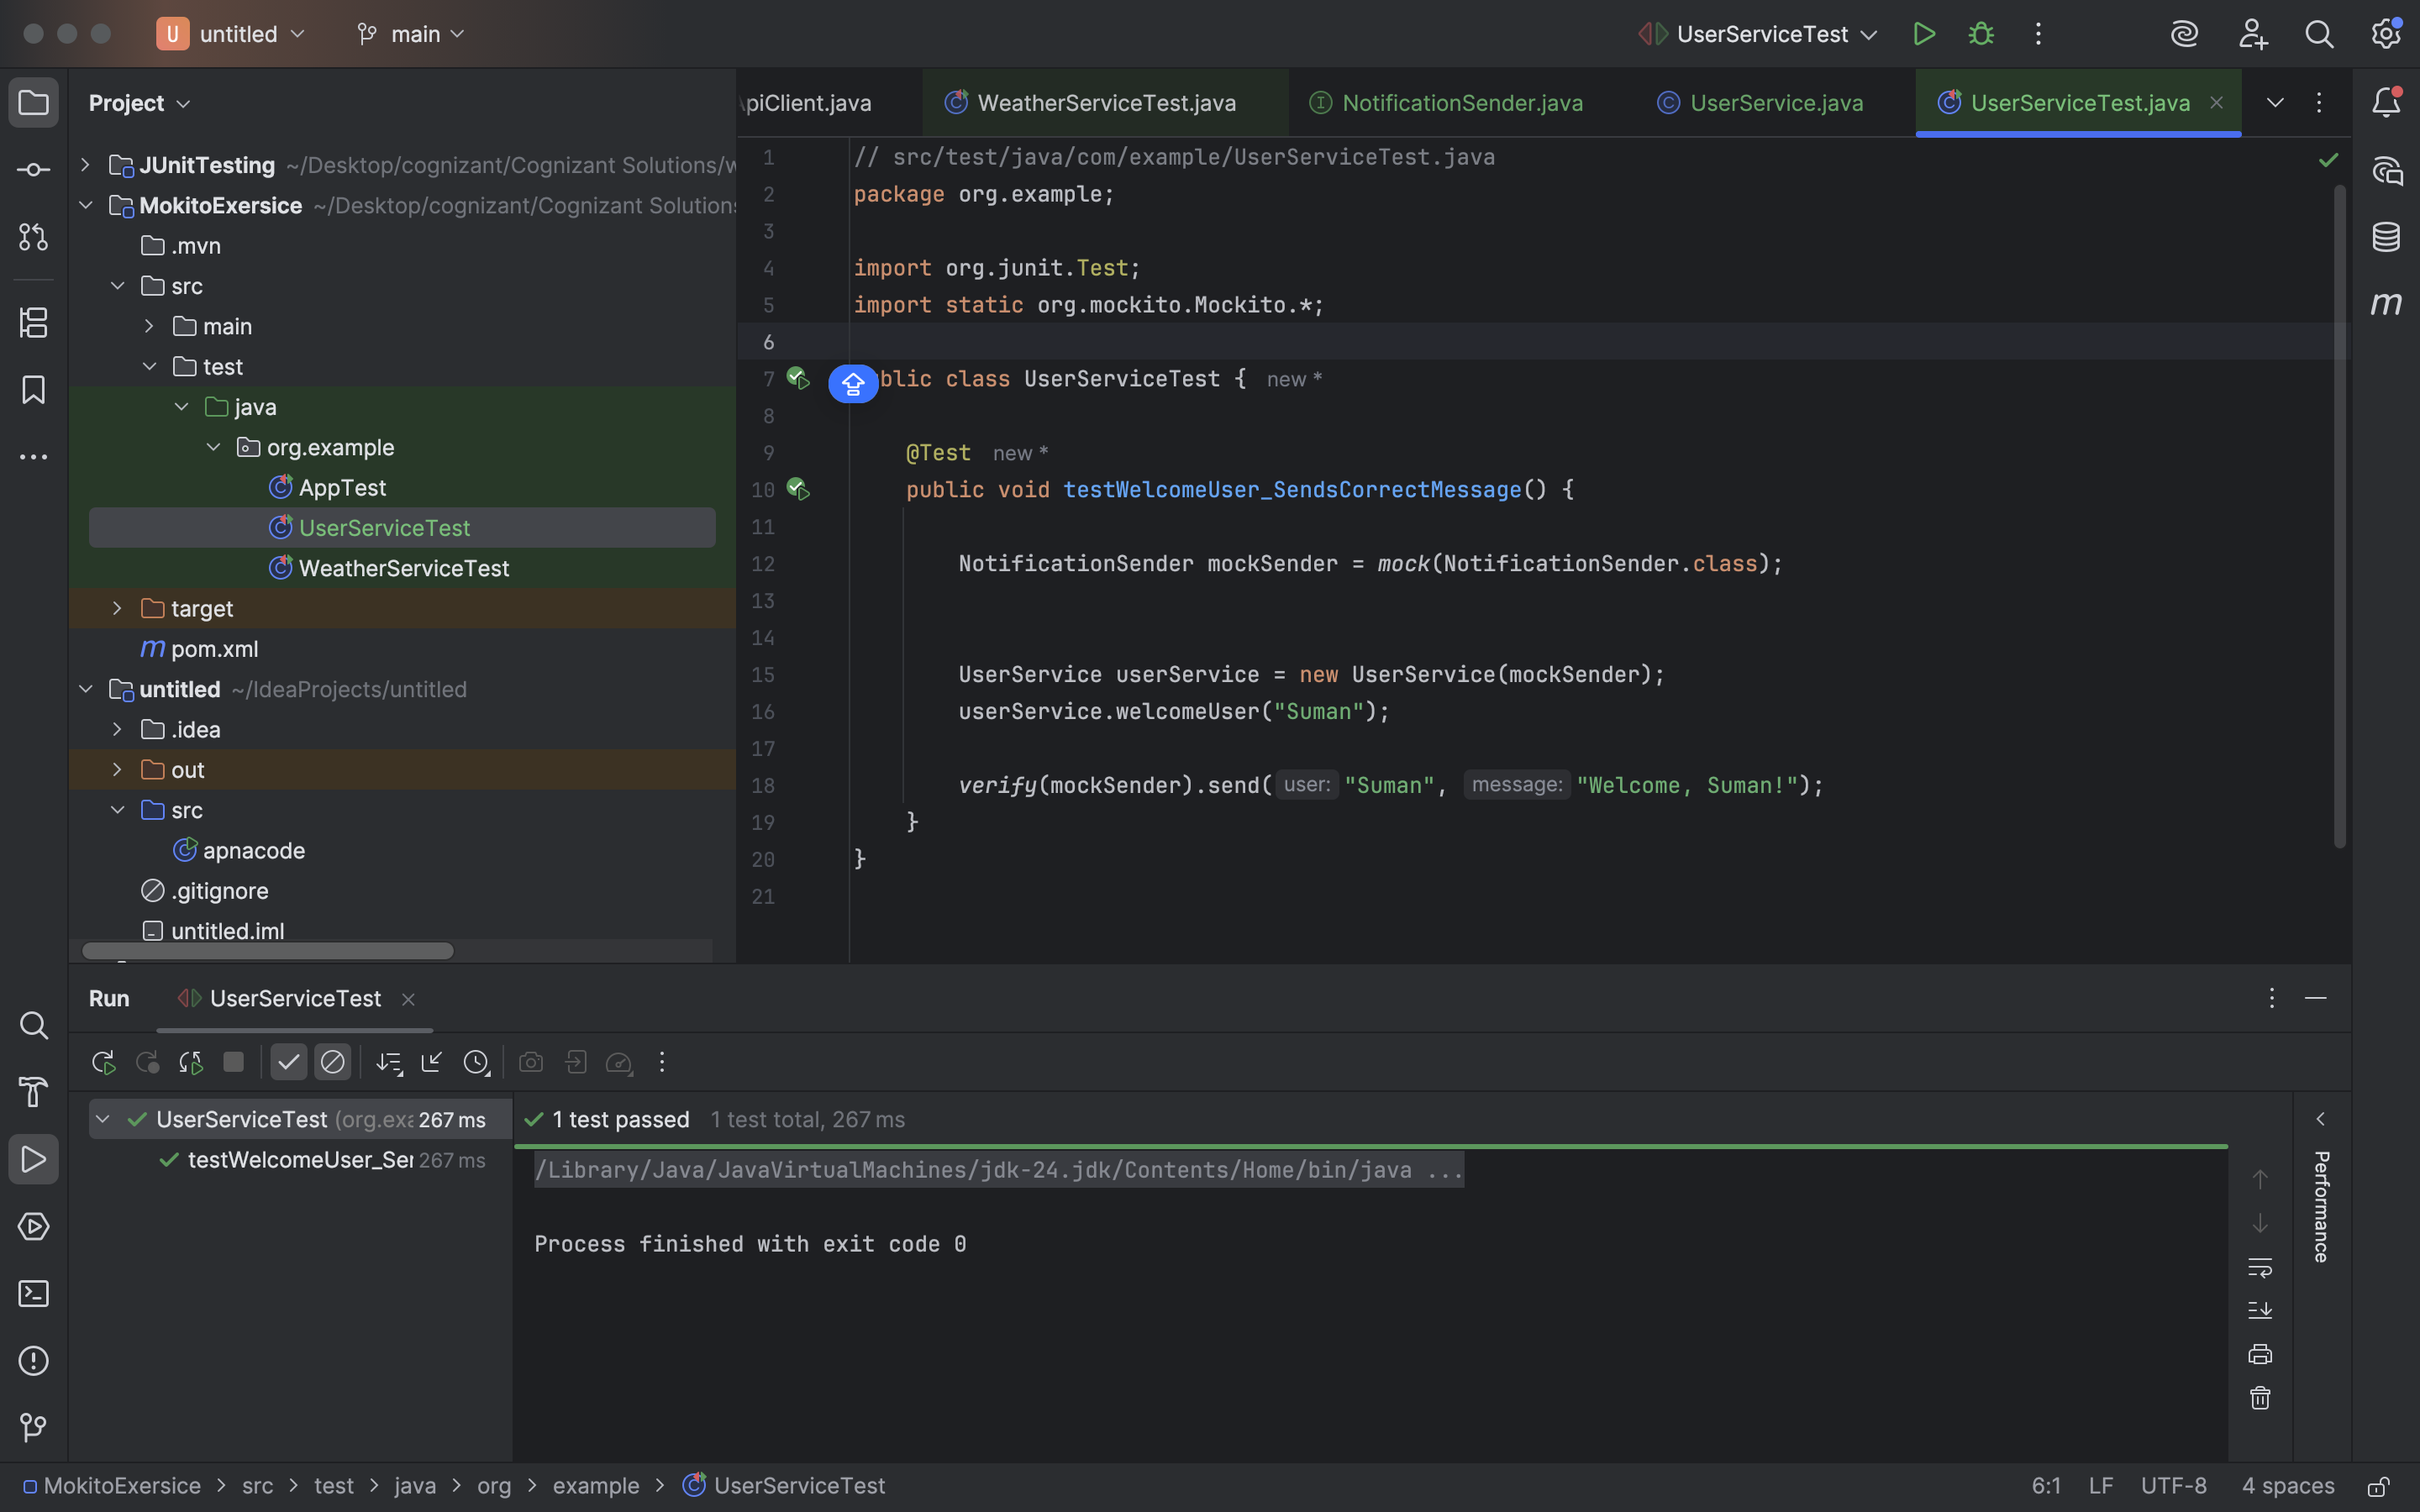 U untitled main UserServiceTest
Project
piClient.java WeatherServiceTest.java NotificationSender.java UserService.java UserServiceTest.java
JUnitTesting ~/Desktop/cognizant/Cognizant Solutions/w
MokitoExersice ~/Desktop/cognizant/Cognizant Solutions
.mvn
src
main
test
java
org.example
AppTest
UserServiceTest
WeatherServiceTest
target
pom.xml
untitled ~/IdeaProjects/untitled
.idea
out
src
apnacode
.gitignore
untitled.iml
1 // src/test/java/com/example/UserServiceTest.java
2 package org.example;
3
4 import org.junit.Test;
5 import static org.mockito.Mockito.*;
6
7 blic class UserServiceTest { new *
8
9 @Test new *
10 public void testWelcomeUser_SendsCorrectMessage() {
11
12 NotificationSender mockSender = mock(NotificationSender.class);
13
14
15 UserService userService = new UserService(mockSender);
16 userService.welcomeUser("Suman");
17
18 verify(mockSender).send( user: "Suman", message: "Welcome, Suman!");
19 }
20 }
21
Run UserServiceTest
UserServiceTest (org.exa 267 ms
testWelcomeUser_Ser 267 ms
1 test passed 1 test total, 267 ms
/Library/Java/JavaVirtualMachines/jdk-24.jdk/Contents/Home/bin/java ...
Process finished with exit code 0
Performance
MokitoExersice > src > test > java > org > example > UserServiceTest
6:1 LF UTF-8 4 spaces